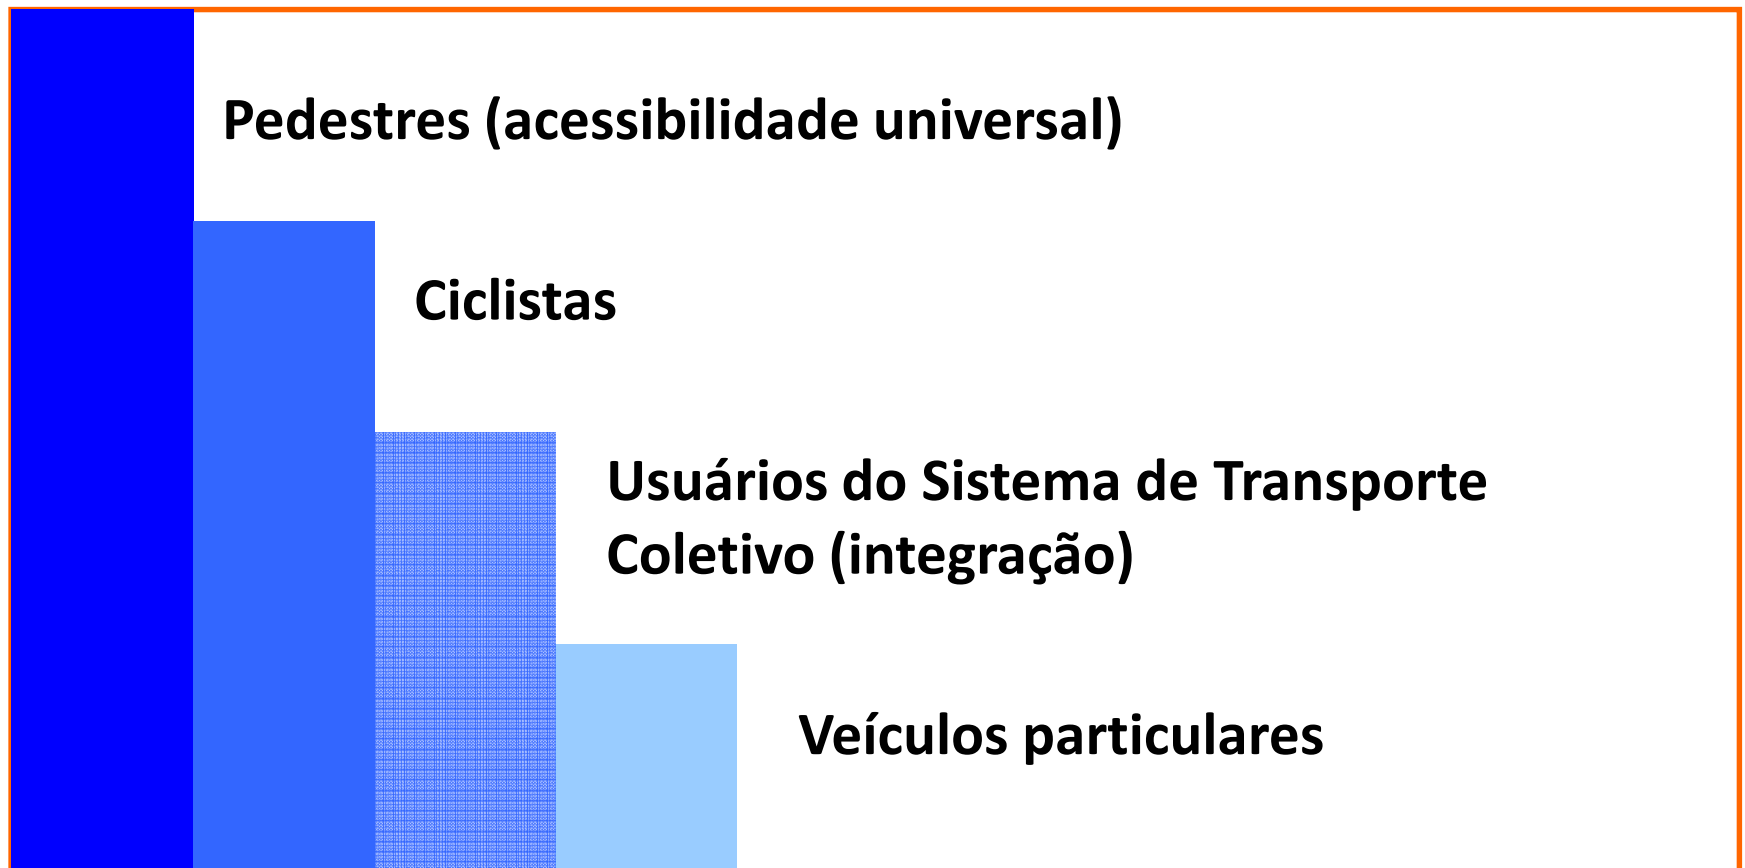 Pedestres (acessibilidade universal)
Ciclistas
Usuários do Sistema de Transporte
Coletivo (integração)
Veículos particulares